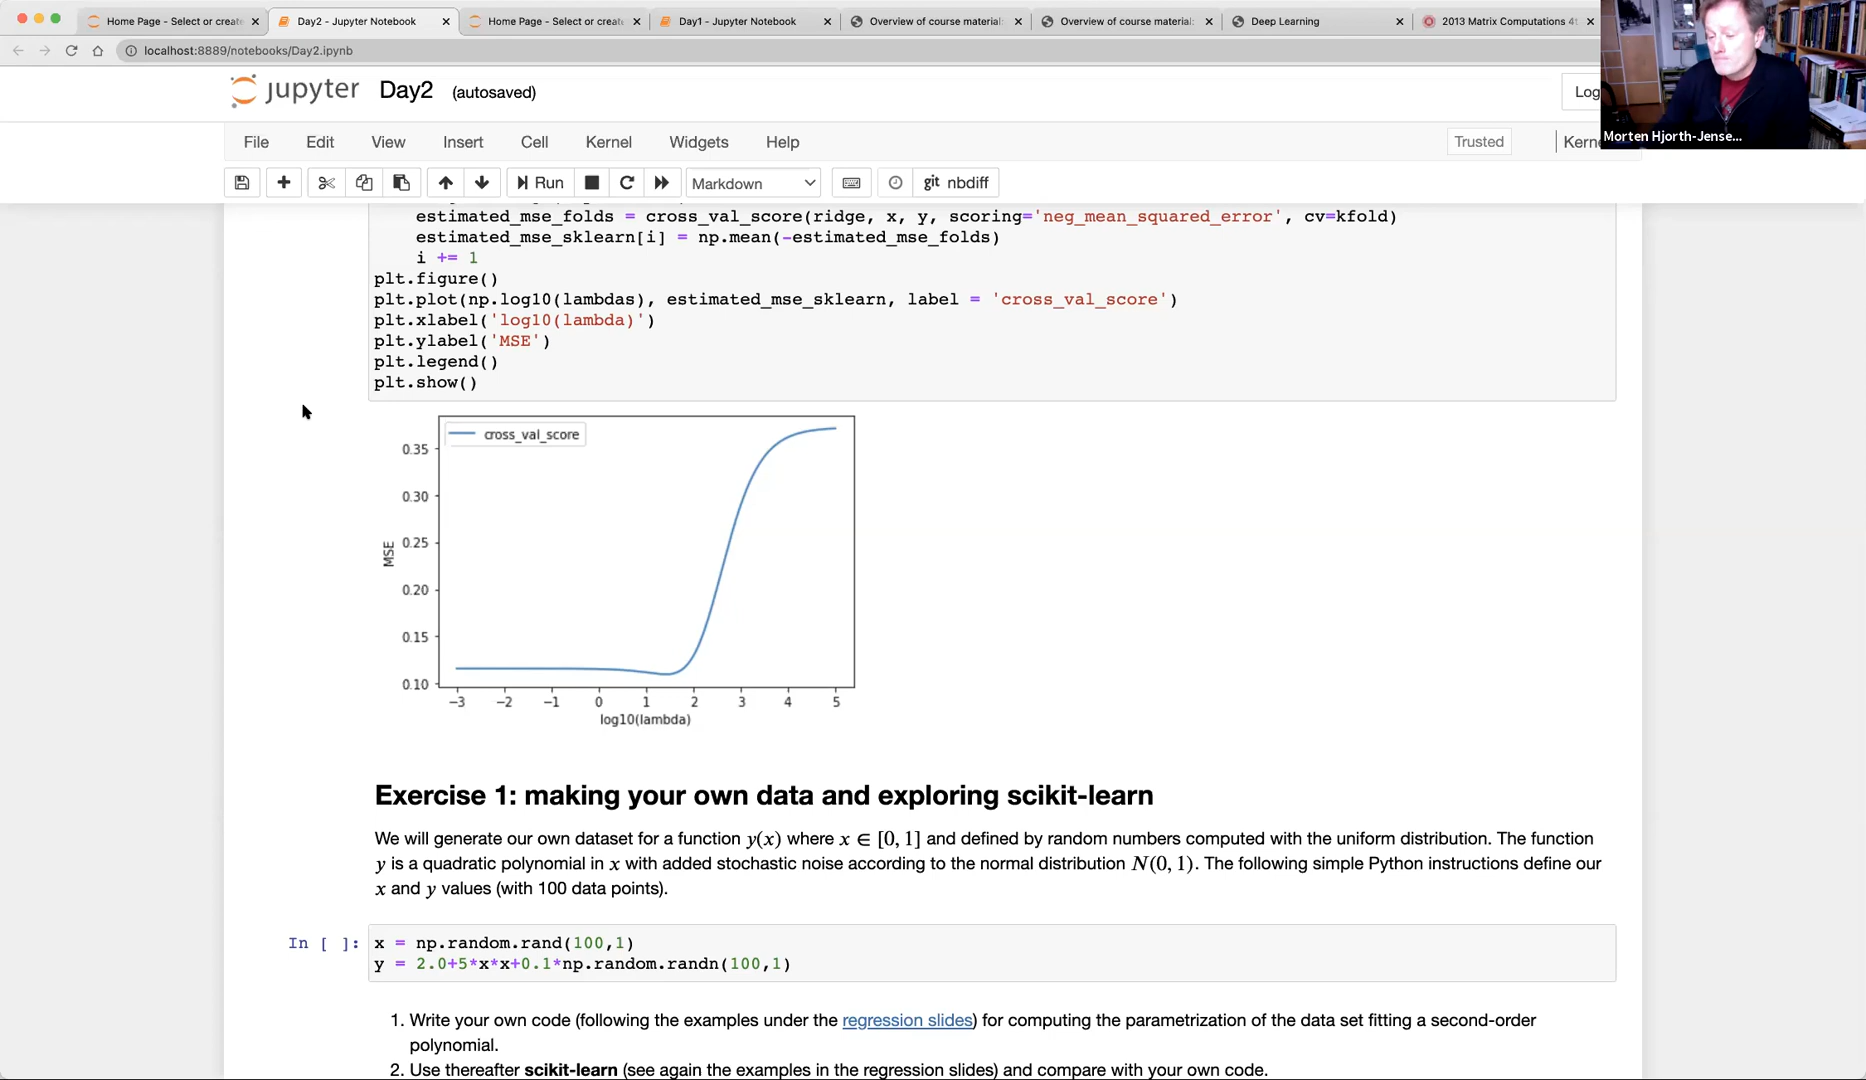 Home Page - Select or create
Day2 - Jupyter Notebook
Home Page - Select or create
Day1 - Jupyter Notebook
Overview of course material:
Overview of course material:
Deep Learning
2013 Matrix Computations 4t
localhost:8889/notebooks/Day2.ipynb
jupyter Day2 (autosaved)
Log
Morten Hjorth-Jense...
File Edit View Insert Cell Kernel Widgets Help
Trusted
Kerne
Run
Markdown
git nbdiff
estimated_mse_folds = cross_val_score(ridge, x, y, scoring='neg_mean_squared_error', cv=kfold)
estimated_mse_sklearn[i] = np.mean(-estimated_mse_folds)
i += 1
plt.figure()
plt.plot(np.log10(lambdas), estimated_mse_sklearn, label = 'cross_val_score')
plt.xlabel('log10(lambda)')
plt.ylabel('MSE')
plt.legend()
plt.show()
cross_val_score
0.35
0.30
0.25
0.20
0.15
0.10
MSE
−3 −2 −1 0 1 2 3 4 5
log10(lambda)
Exercise 1: making your own data and exploring scikit-learn
We will generate our own dataset for a function y(x) where x ∈ [0, 1] and defined by random numbers computed with the uniform distribution. The function
y is a quadratic polynomial in x with added stochastic noise according to the normal distribution N(0, 1). The following simple Python instructions define our
x and y values (with 100 data points).
In [ ]:
x = np.random.rand(100,1)
y = 2.0+5*x*x+0.1*np.random.randn(100,1)
1. Write your own code (following the examples under the regression slides) for computing the parametrization of the data set fitting a second-order
polynomial.
2. Use thereafter scikit-learn (see again the examples in the regression slides) and compare with your own code.